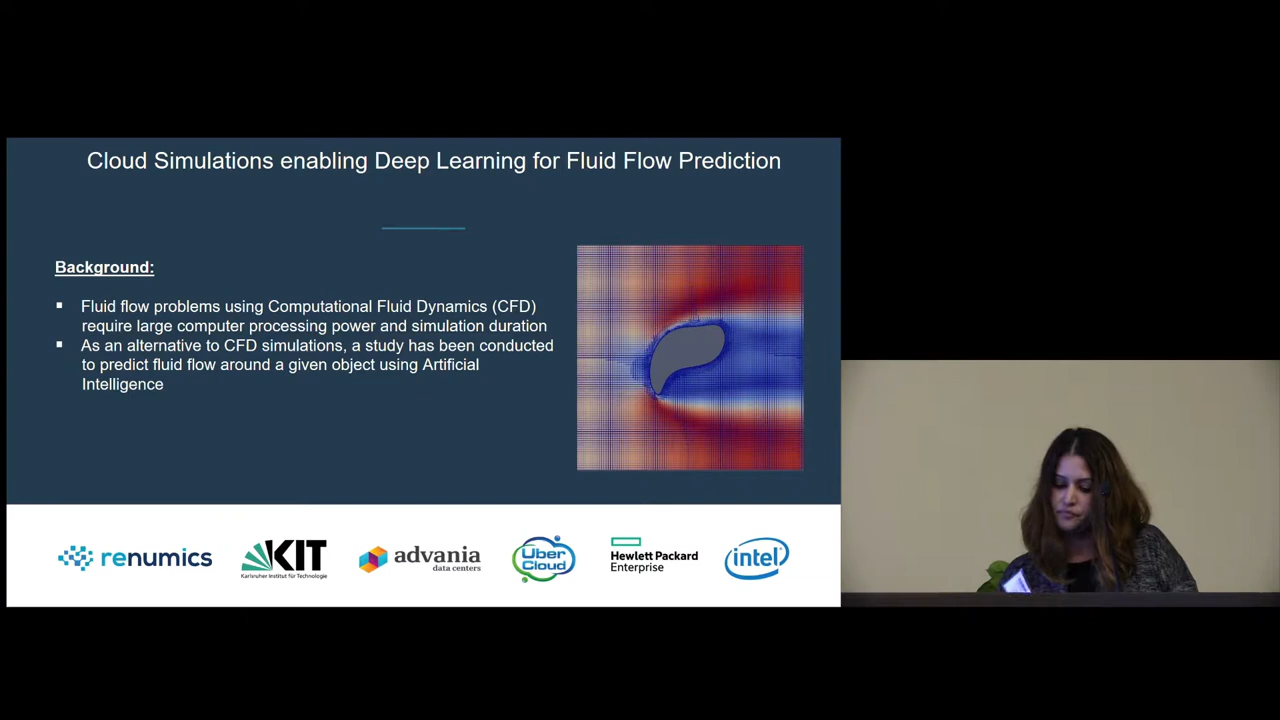 Cloud Simulations enabling Deep Learning for Fluid Flow Prediction
Background:
▪ Fluid flow problems using Computational Fluid Dynamics (CFD)
require large computer processing power and simulation duration
▪ As an alternative to CFD simulations, a study has been conducted
to predict fluid flow around a given object using Artificial
Intelligence
renumics
KIT
Karlsruher Institut für Technologie
advania
data centers
UBER
Cloud
Hewlett Packard
Enterprise
intel